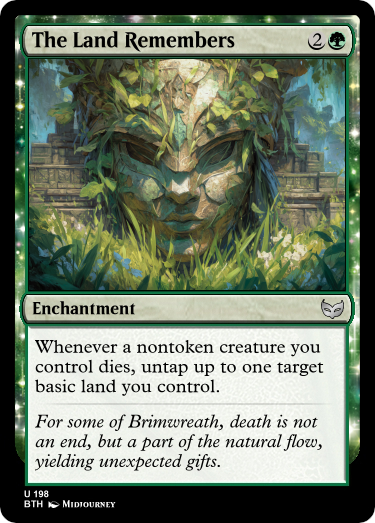 The Land Remembers 2
Enchantment
Whenever a nontoken creature you
control dies, untap up to one target
basic land you control.
For some of Brimwreath, death is not
an end, but a part of the natural flow,
yielding unexpected gifts.
U 198
BTH Midjourney